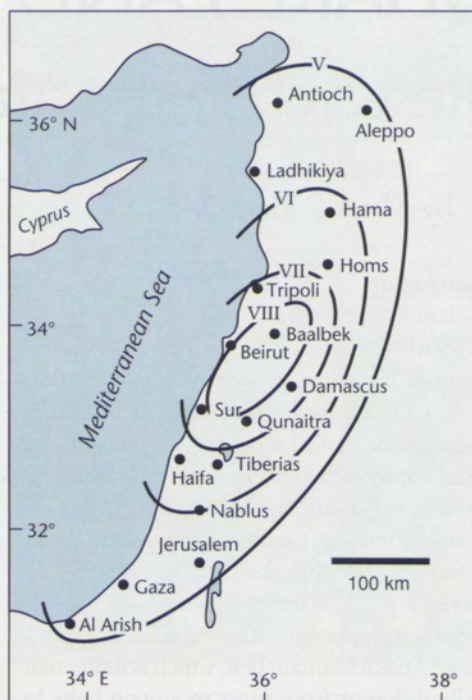 V
Antioch
36° N
Aleppo
Ladhikiya
VI
Hama
Cyprus
Homs
VII
Tripoli
VIII
Baalbek
Beirut
Mediterranean Sea
Damascus
Sur
Qunaitra
Haifa
Tiberias
34°
32°
Nablus
Jerusalem
100 km
Gaza
Al Arish
34° E
36°
38°